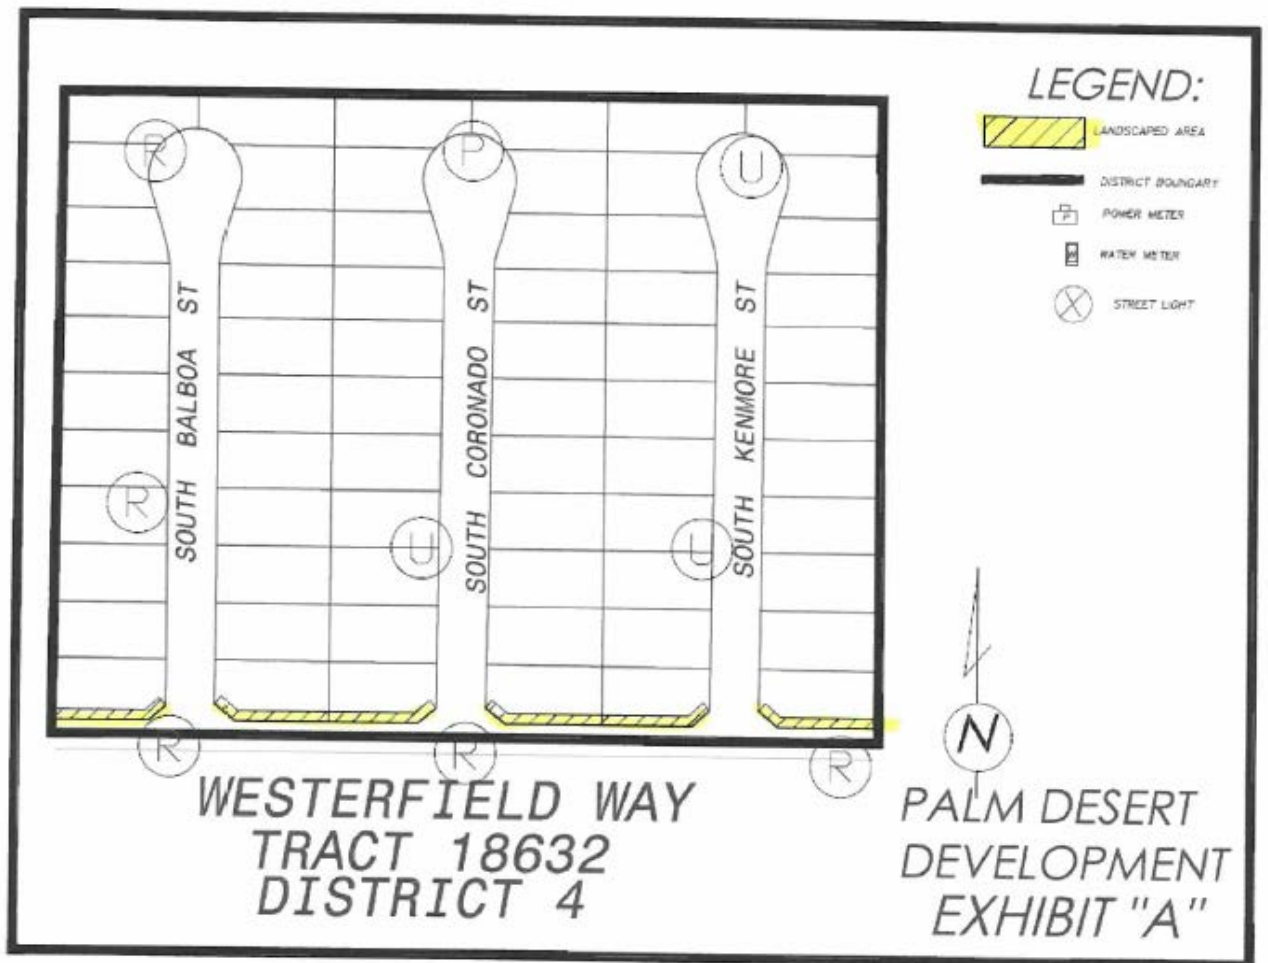 LEGEND:
LANDSCAPED AREA
DISTRICT BOUNDARY
P POWER METER
WATER METER
X STREET LIGHT
R
P
U
SOUTH BALBOA ST
SOUTH CORONADO ST
SOUTH KENMORE ST
R
U
U
R
R
R
N
WESTERFIELD WAY
TRACT 18632
DISTRICT 4
PALM DESERT
DEVELOPMENT
EXHIBIT "A"